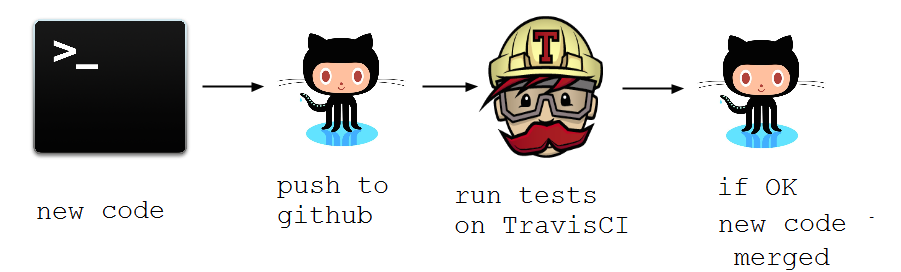 >_
T
new code
push to
github
run tests
on TravisCI
if OK
new code -
merged